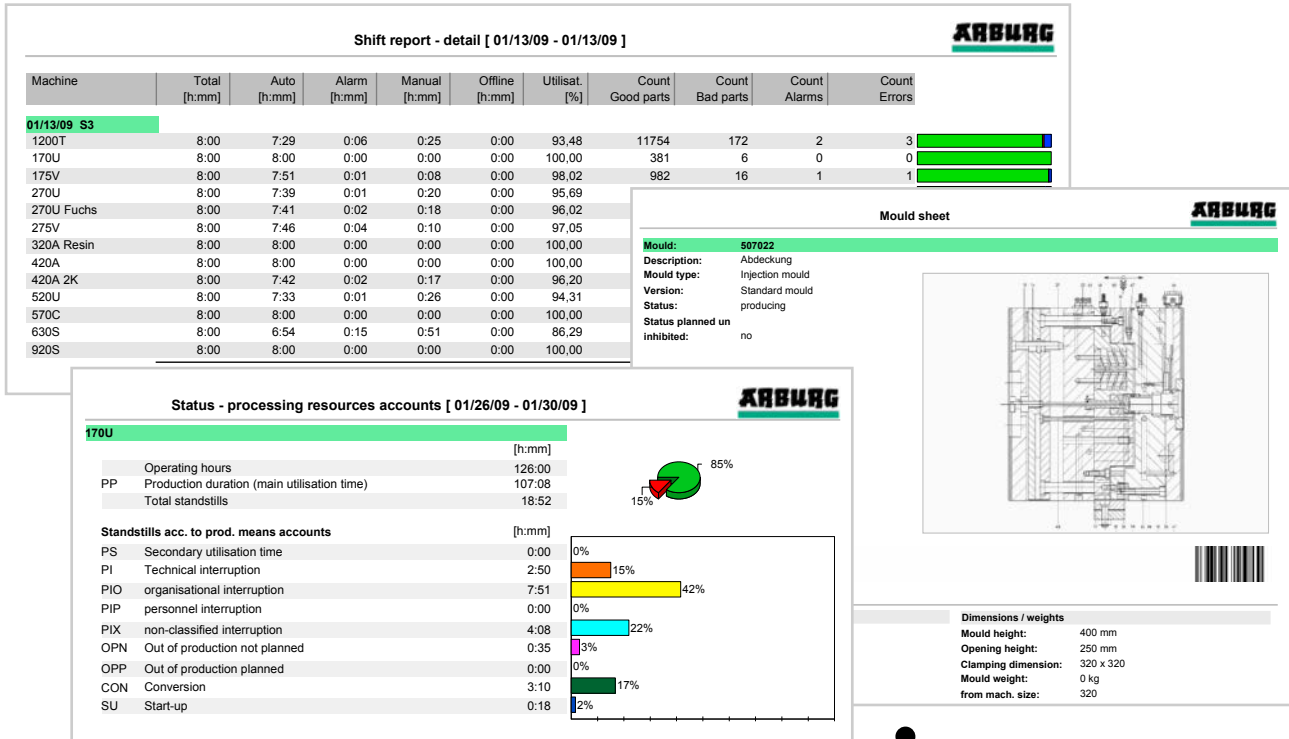 ARBURG
Shift report - detail [ 01/13/09 - 01/13/09 ]
Machine Total Auto Alarm Manual Offline Utilisat. Count Count Count Count
[h:mm] [h:mm] [h:mm] [h:mm] [h:mm] [%] Good parts Bad parts Alarms Errors
01/13/09 S3
1200T 8:00 7:29 0:06 0:25 0:00 93,48 11754 172 2 3
170U 8:00 8:00 0:00 0:00 0:00 100,00 381 6 0 0
175V 8:00 7:51 0:01 0:08 0:00 98,02 982 16 1 1
270U 8:00 7:39 0:01 0:20 0:00 95,69
270U Fuchs 8:00 7:41 0:02 0:18 0:00 96,02
275V 8:00 7:46 0:04 0:10 0:00 97,05
320A Resin 8:00 8:00 0:00 0:00 0:00 100,00
420A 8:00 8:00 0:00 0:00 0:00 100,00
420A 2K 8:00 7:42 0:02 0:17 0:00 96,20
520U 8:00 7:33 0:01 0:26 0:00 94,31
570C 8:00 8:00 0:00 0:00 0:00 100,00
630S 8:00 6:54 0:15 0:51 0:00 86,29
920S 8:00 8:00 0:00 0:00 0:00 100,00
ARBURG
Mould sheet
Mould: 507022
Description: Abdeckung
Mould type: Injection mould
Version: Standard mould
Status: producing
Status planned un
inhibited: no
Dimensions / weights
Mould height: 400 mm
Opening height: 250 mm
Clamping dimension: 320 x 320
Mould weight: 0 kg
from mach. size: 320
ARBURG
Status - processing resources accounts [ 01/26/09 - 01/30/09 ]
170U
[h:mm]
Operating hours 126:00
PP Production duration (main utilisation time) 107:08
Total standstills 18:52
85%
15%
Standstills acc. to prod. means accounts [h:mm]
PS Secondary utilisation time 0:00 0%
PI Technical interruption 2:50 15%
PIO organisational interruption 7:51 42%
PIP personnel interruption 0:00 0%
PIX non-classified interruption 4:08 22%
OPN Out of production not planned 0:35 3%
OPP Out of production planned 0:00 0%
CON Conversion 3:10 17%
SU Start-up 0:18 2%